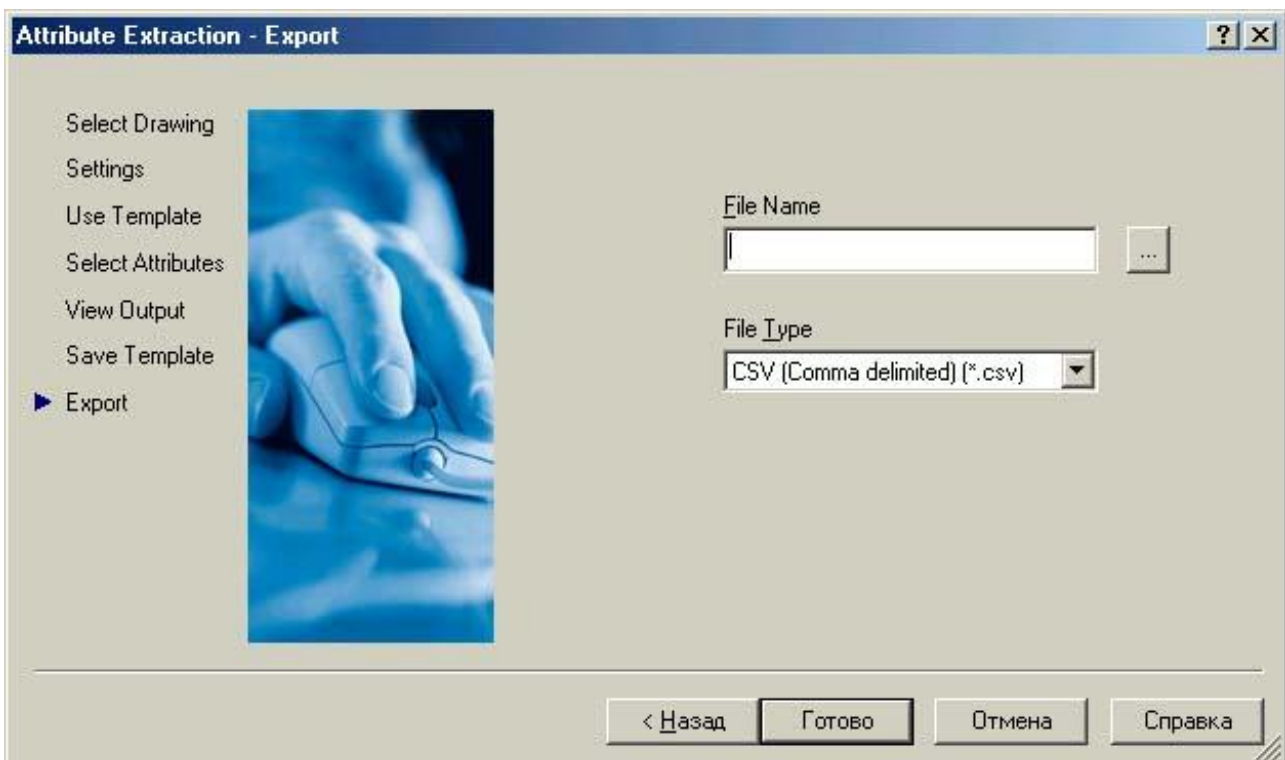 Attribute Extraction - Export
Select Drawing
Settings
Use Template
Select Attributes
View Output
Save Template
Export
File Name
...
File Type
CSV (Comma delimited) (*.csv)
< Назад
Готово
Отмена
Справка